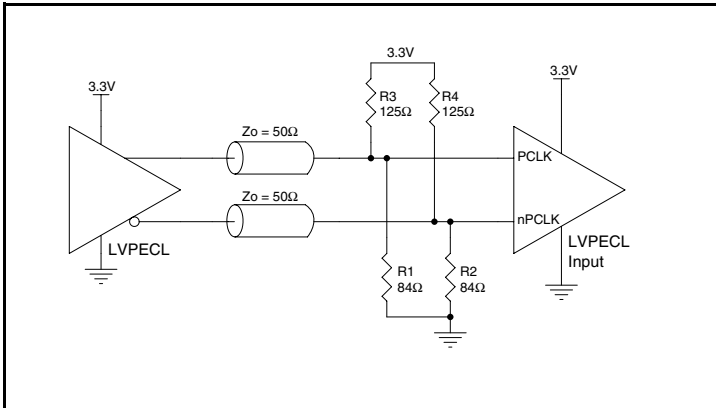 3.3V
3.3V
3.3V
R3
125Ω
R4
125Ω
Zo = 50Ω
PCLK
Zo = 50Ω
nPCLK
LVPECL
LVPECL
Input
R1
84Ω
R2
84Ω